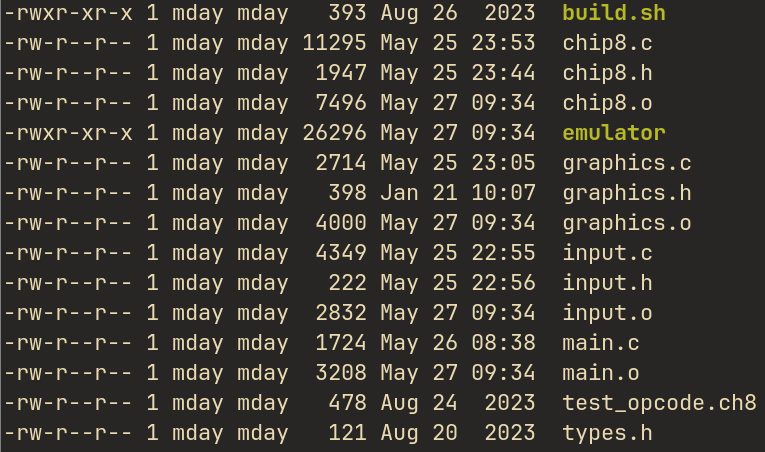 -rwxr-xr-x 1 mday mday   393 Aug 26  2023  build.sh
-rw-r--r-- 1 mday mday 11295 May 25 23:53  chip8.c
-rw-r--r-- 1 mday mday  1947 May 25 23:44  chip8.h
-rw-r--r-- 1 mday mday  7496 May 27 09:34  chip8.o
-rwxr-xr-x 1 mday mday 26296 May 27 09:34  emulator
-rw-r--r-- 1 mday mday  2714 May 25 23:05  graphics.c
-rw-r--r-- 1 mday mday   398 Jan 21 10:07  graphics.h
-rw-r--r-- 1 mday mday  4000 May 27 09:34  graphics.o
-rw-r--r-- 1 mday mday  4349 May 25 22:55  input.c
-rw-r--r-- 1 mday mday   222 May 25 22:56  input.h
-rw-r--r-- 1 mday mday  2832 May 27 09:34  input.o
-rw-r--r-- 1 mday mday  1724 May 26 08:38  main.c
-rw-r--r-- 1 mday mday  3208 May 27 09:34  main.o
-rw-r--r-- 1 mday mday   478 Aug 24  2023  test_opcode.ch8
-rw-r--r-- 1 mday mday   121 Aug 20  2023  types.h